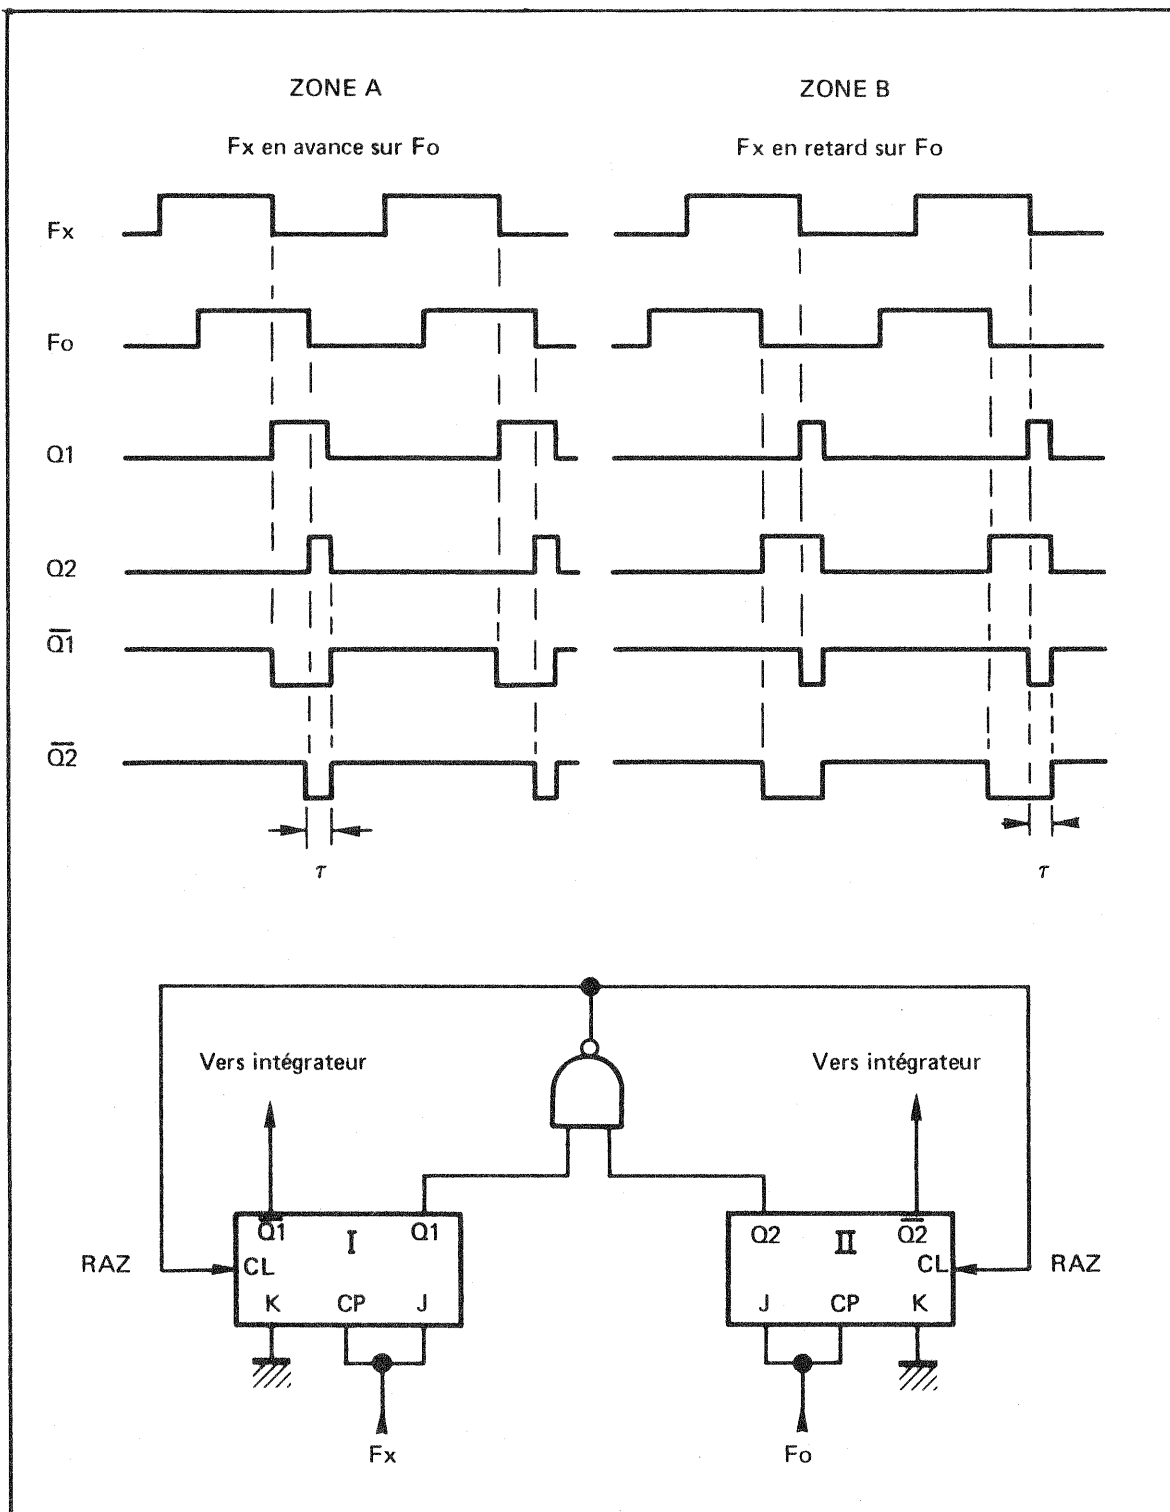 ZONE A ZONE B
Fx en avance sur Fo Fx en retard sur Fo
Fx
Fo
Q1
Q2
Q̅1
Q̅2
τ τ
Vers intégrateur Vers intégrateur
Q̅1 I Q1 Q2 II Q̅2
RAZ CL CL RAZ
K CP J J CP K
Fx Fo